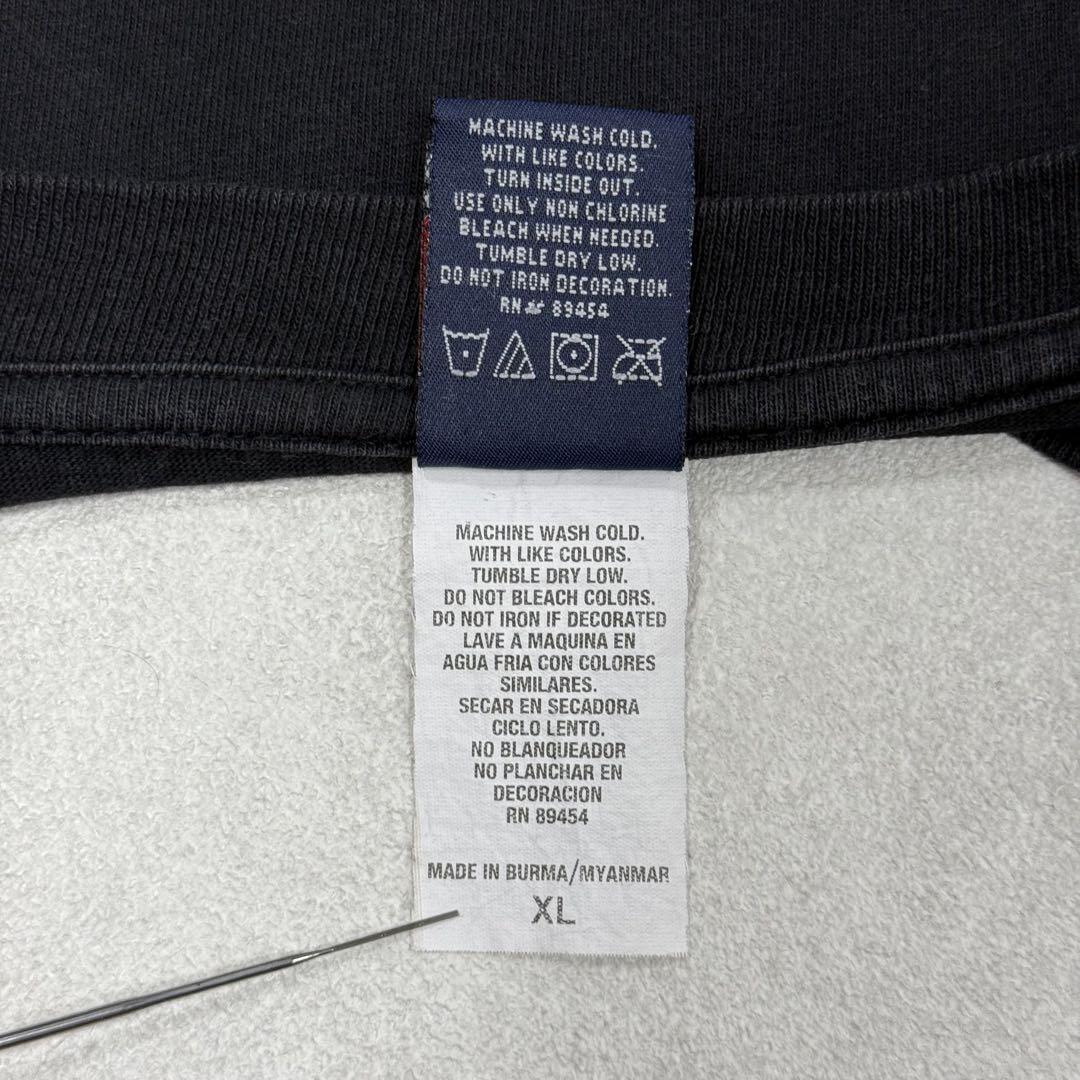 MACHINE WASH COLD.
WITH LIKE COLORS.
TURN INSIDE OUT.
USE ONLY NON CHLORINE
BLEACH WHEN NEEDED.
TUMBLE DRY LOW.
DO NOT IRON DECORATION.
RN# 89454
MACHINE WASH COLD.
WITH LIKE COLORS.
TUMBLE DRY LOW.
DO NOT BLEACH COLORS.
DO NOT IRON IF DECORATED
LAVE A MAQUINA EN
AGUA FRIA CON COLORES
SIMILARES.
SECAR EN SECADORA
CICLO LENTO.
NO BLANQUEADOR
NO PLANCHAR EN
DECORACION
RN 89454
MADE IN BURMA/MYANMAR
XL